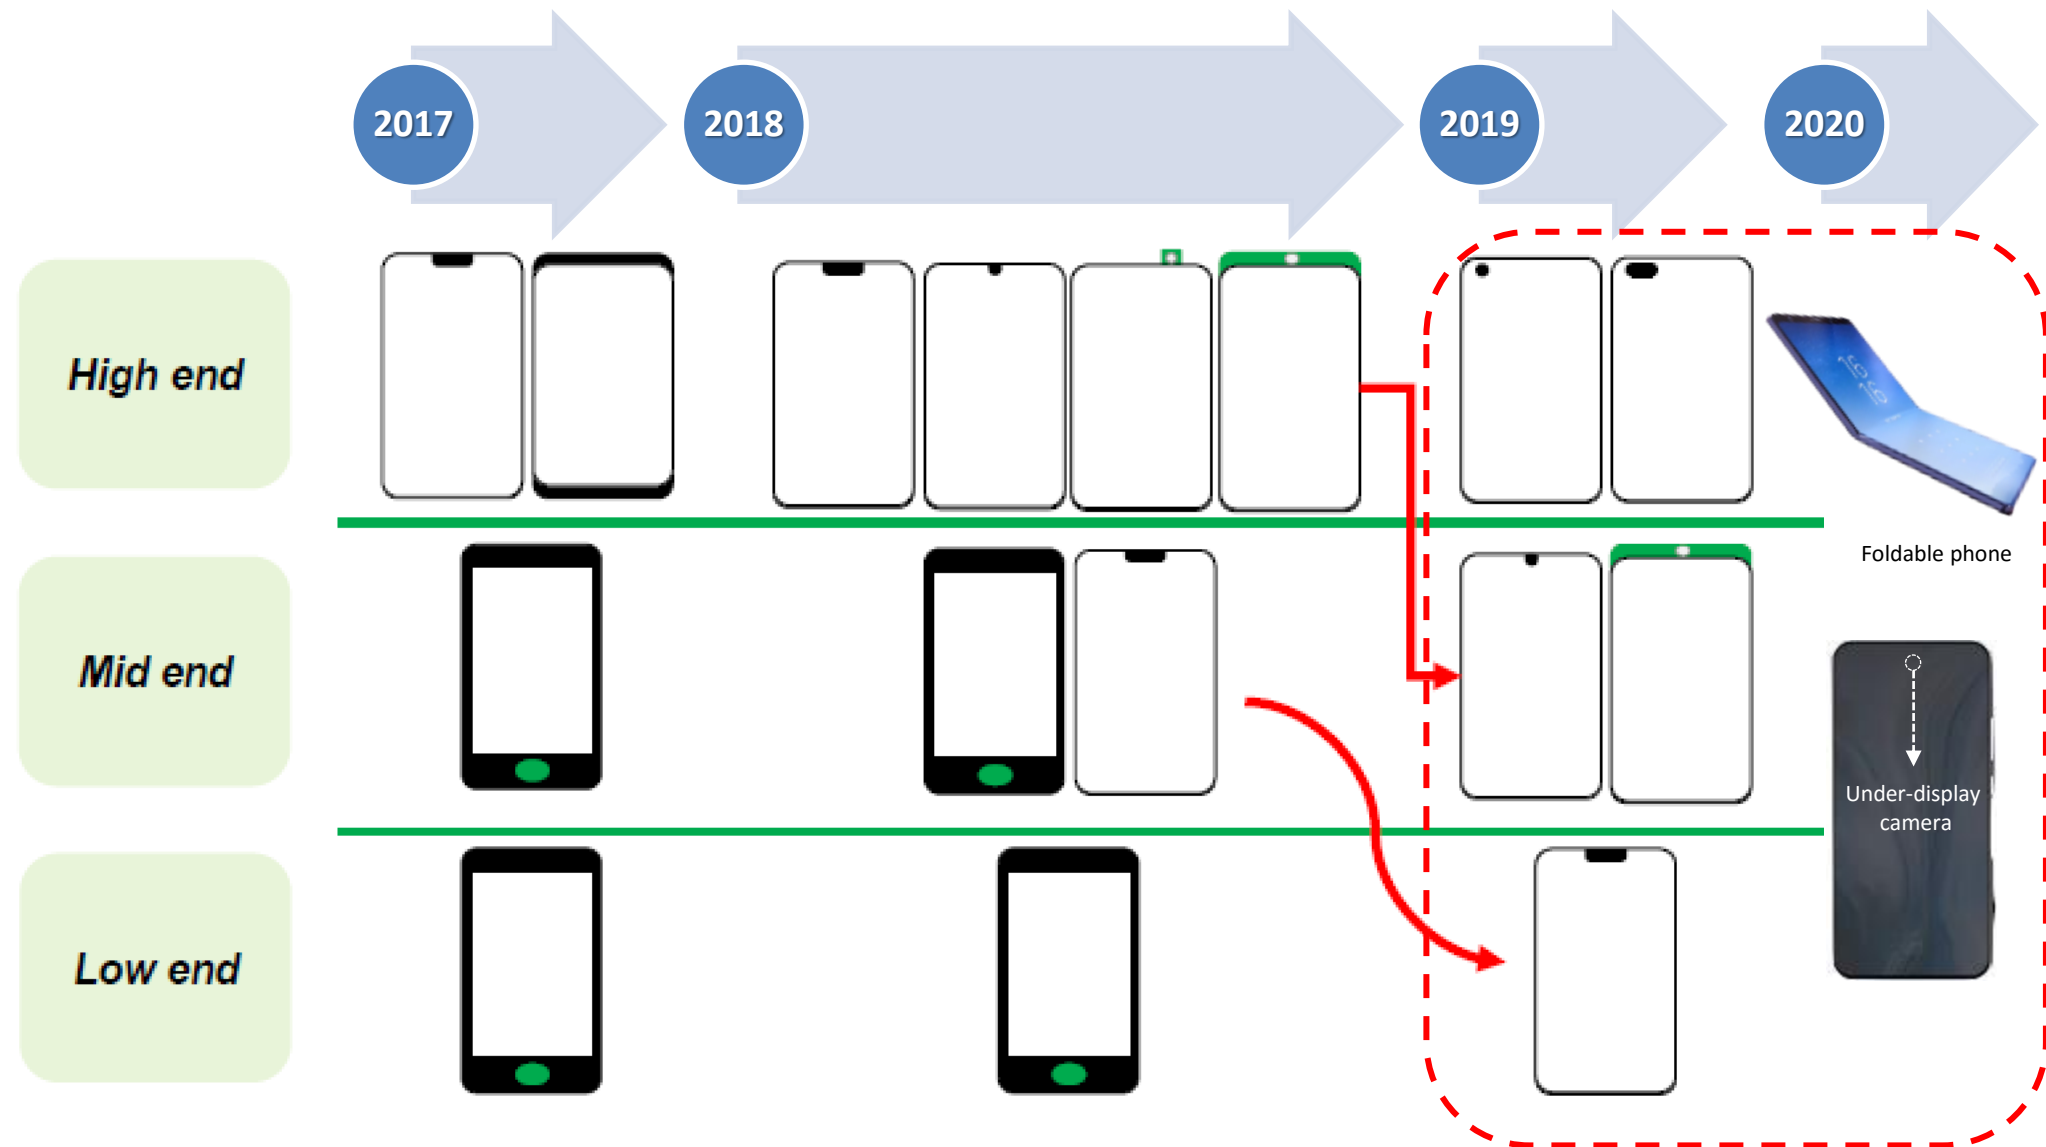 2017
2018
2019
2020
High end
Foldable phone
Mid end
Under-display
camera
Low end